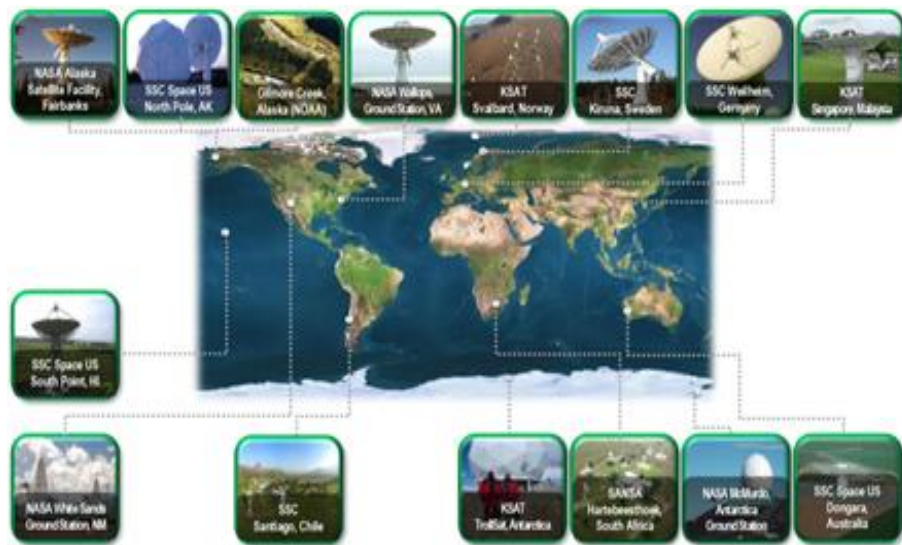 NASA Alaska
Satellite Facility,
Fairbanks
SSC Space US
North Pole, AK
Gilmore Creek,
Alaska (NOAA)
NASA Wallops,
Ground Station, VA
KSAT
Svalbard, Norway
SSC
Kiruna, Sweden
SSC Weilheim,
Germany
KSAT
Singapore, Malaysia
SSC Space US
South Point, HI
NASA White Sands
Ground Station, NM
SSC
Santiago, Chile
KSAT
TrollSat, Antarctica
SANSA
Hartebeesthoek,
South Africa
NASA McMurdo,
Antarctica
Ground Station
SSC Space US
Dongara,
Australia